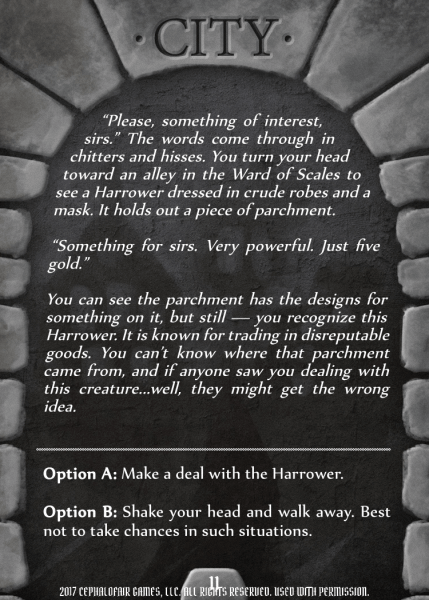 · CITY ·
“Please, something of interest,
sirs.” The words come through in
chitters and hisses. You turn your head
toward an alley in the Ward of Scales to
see a Harrower dressed in crude robes and a
mask. It holds out a piece of parchment.
“Something for sirs. Very powerful. Just five
gold.”
You can see the parchment has the designs for
something on it, but still — you recognize this
Harrower. It is known for trading in disreputable
goods. You can’t know where that parchment
came from, and if anyone saw you dealing with
this creature...well, they might get the wrong
idea.
Option A: Make a deal with the Harrower.
Option B: Shake your head and walk away. Best
not to take chances in such situations.
11
2017 CEPHALOFAIR GAMES, LLC. ALL RIGHTS RESERVED. USED WITH PERMISSION.